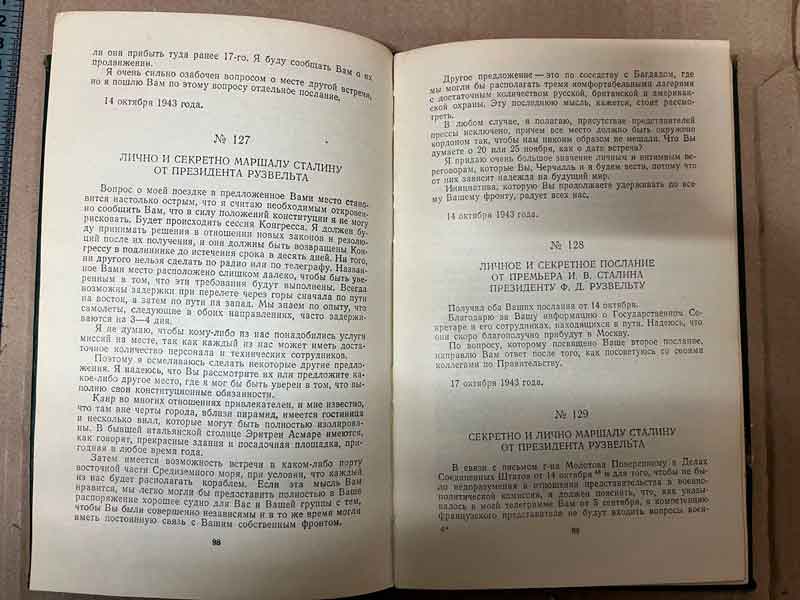 ли они прибыть туда ранее 17-го. Я буду сообщать Вам о их
продвижении.
Я очень сильно озабочен вопросом о месте другой встречи,
но я пошлю Вам по этому вопросу отдельное послание.
14 октября 1943 года.
№ 127
ЛИЧНО И СЕКРЕТНО МАРШАЛУ СТАЛИНУ
ОТ ПРЕЗИДЕНТА РУЗВЕЛЬТА
Вопрос о моей поездке в предложенное Вами место стано-
вится настолько острым, что я считаю необходимым откровен-
но сообщить Вам, что в силу положений конституции я не могу
рисковать. Будет происходить сессия Конгресса. Я должен бу-
ду принимать решения в отношении новых законов и резолю-
ций после их получения, и они должны быть возвращены Кон-
грессу в подлиннике до истечения срока в десять дней. Ни того,
ни другого нельзя сделать по радио или по телеграфу. Назван-
ное Вами место расположено слишком далеко, чтобы быть уве-
ренным в том, что эти требования будут выполнены. Всегда
возможны задержки при перелете через горы сначала по пути
на восток, а затем по пути на запад. Мы знаем по опыту, что
самолеты, следующие в обоих направлениях, часто задержи-
ваются на 3—4 дня.
Я не думаю, чтобы кому-либо из нас понадобились услуги
миссий на месте, так как каждый из нас может иметь доста-
точное количество персонала и технических сотрудников.
Поэтому я осмеливаюсь сделать некоторые другие предло-
жения. Я надеюсь, что Вы рассмотрите их или предложите ка-
кое-либо другое место, где я мог бы быть уверен в том, что вы-
полню свои конституционные обязанности.
Каир во многих отношениях привлекателен, и мне известно,
что там вне черты города, вблизи пирамид, имеется гостиница
и несколько вилл, которые могут быть полностью изолирова-
ны. В бывшей итальянской столице Эритреи Асмаре имеются,
как говорят, прекрасные здания и посадочная площадка, при-
годная в любое время года.
Затем имеется возможность встречи в каком-либо порту
восточной части Средиземного моря, при условии, что каждый
из нас будет располагать кораблем. Если эта мысль Вам
нравится, мы легко могли бы предоставить полностью в Ваше
распоряжение хорошее судно для Вас и Вашей группы с тем,
чтобы Вы были совершенно независимы и в то же время могли
иметь постоянную связь с Вашим собственным фронтом.
98
Другое предложение — это по соседству с Багдадом, где
мы могли бы располагать тремя комфортабельными лагерями
с достаточным количеством русской, британской и американ-
ской охраны. Эту последнюю мысль, кажется, стоит рассмо-
треть.
В любом случае, я полагаю, присутствие представителей
прессы исключено, причем все место должно быть окружено
кордоном так, чтобы нам никоим образом не мешали. Что Вы
думаете о 20 или 25 ноября, как о дате встречи?
Я придаю очень большое значение личным и интимным пе-
реговорам, которые Вы, Черчилль и я будем вести, потому что
от них зависит надежда на будущий мир.
Инициатива, которую Вы продолжаете удерживать по все-
му Вашему фронту, радует всех нас.
14 октября 1943 года.
№ 128
ЛИЧНОЕ И СЕКРЕТНОЕ ПОСЛАНИЕ
ОТ ПРЕМЬЕРА И. В. СТАЛИНА
ПРЕЗИДЕНТУ Ф. Д. РУЗВЕЛЬТУ
Получил оба Ваших послания от 14 октября.
Благодарю за Вашу информацию о Государственном Се-
кретаре и его сотрудниках, находящихся в пути. Надеюсь, что
они скоро благополучно прибудут в Москву.
По вопросу, которому посвящено Ваше второе послание,
направлю Вам ответ после того, как посоветуюсь со своими
коллегами по Правительству.
17 октября 1943 года.
№ 129
СЕКРЕТНО И ЛИЧНО МАРШАЛУ СТАЛИНУ
ОТ ПРЕЗИДЕНТА РУЗВЕЛЬТА
В связи с письмом г-на Молотова Поверенному в Делах
Соединенных Штатов от 14 октября и для того, чтобы не бы-
ло недоразумения в отношении представительства в военно-
политической комиссии, я должен пояснить, что, как указы-
валось в моей телеграмме Вам от 5 сентября, в компетенцию
французского представителя не будут входить вопросы воен-
99